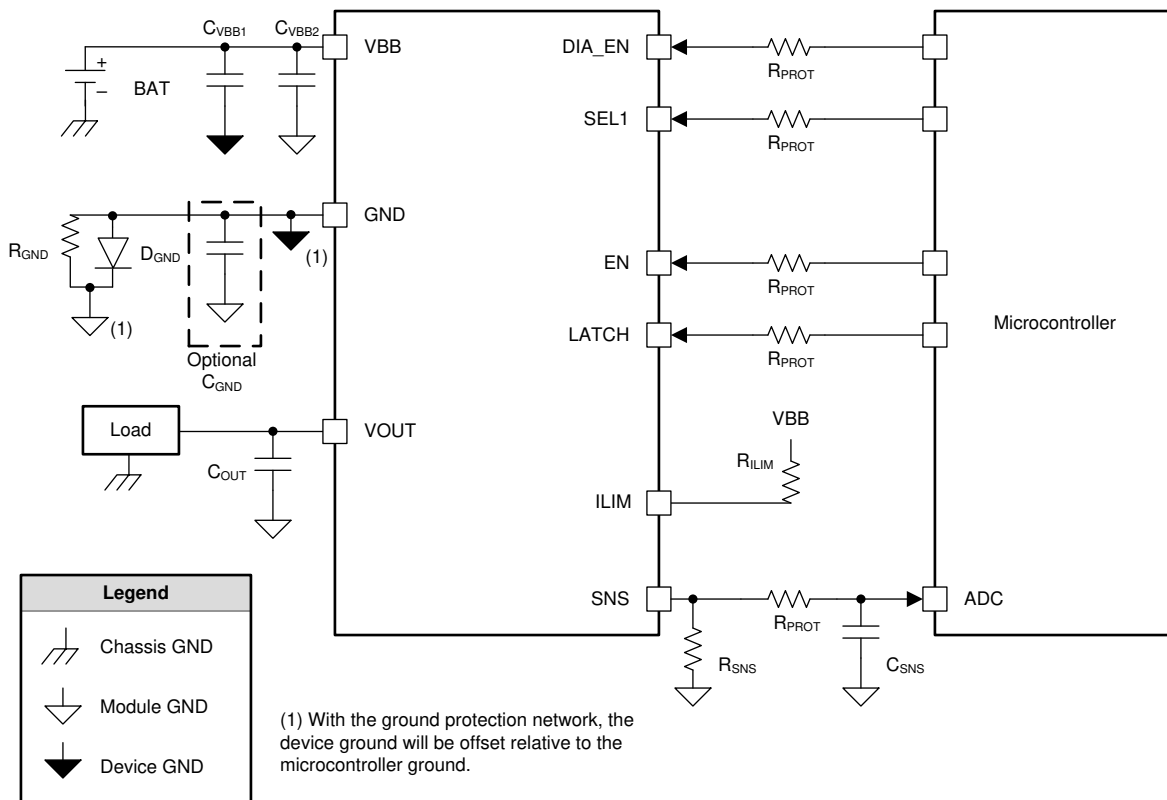 CVBB1
CVBB2
VBB
DIA_EN
RPROT
+
BAT
–
SEL1
RPROT
GND
RGND
DGND
(1)
EN
RPROT
(1)
Microcontroller
LATCH
Optional
CGND
RPROT
VBB
Load
VOUT
RILIM
COUT
ILIM
Legend
SNS
ADC
RPROT
Chassis GND
RSNS
CSNS
Module GND
(1) With the ground protection network, the
device ground will be offset relative to the
microcontroller ground.
Device GND